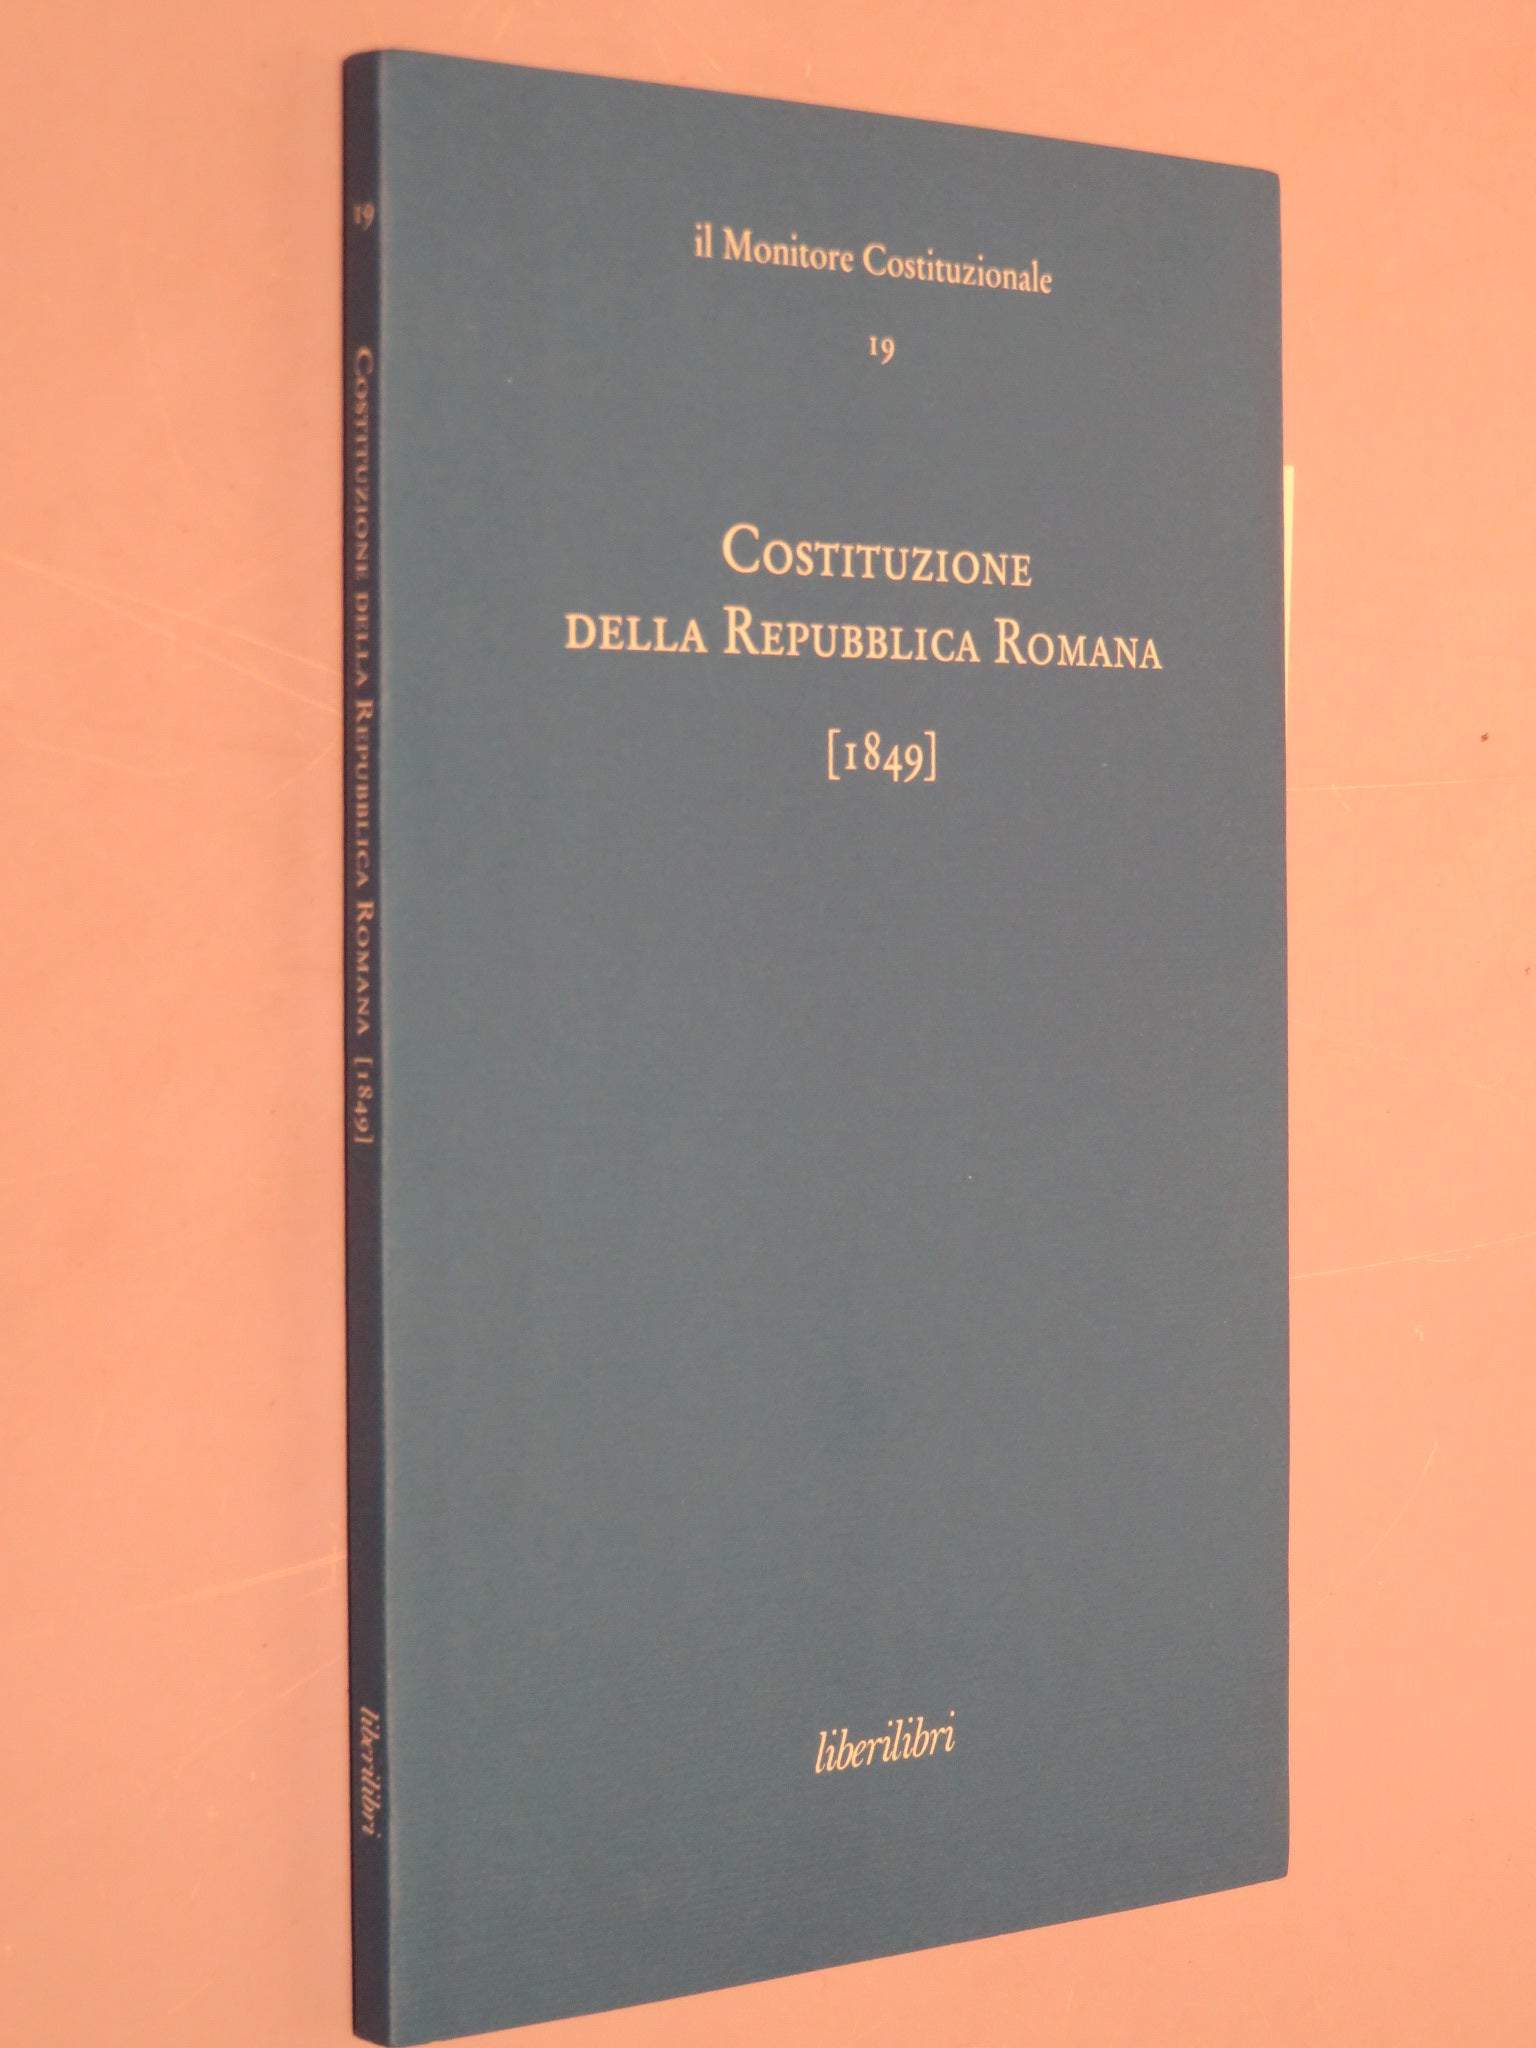 il Monitore Costituzionale
19
Costituzione
della Repubblica Romana
[1849]
liberilibri
19 Costituzione della Repubblica Romana [1849] liberilibri